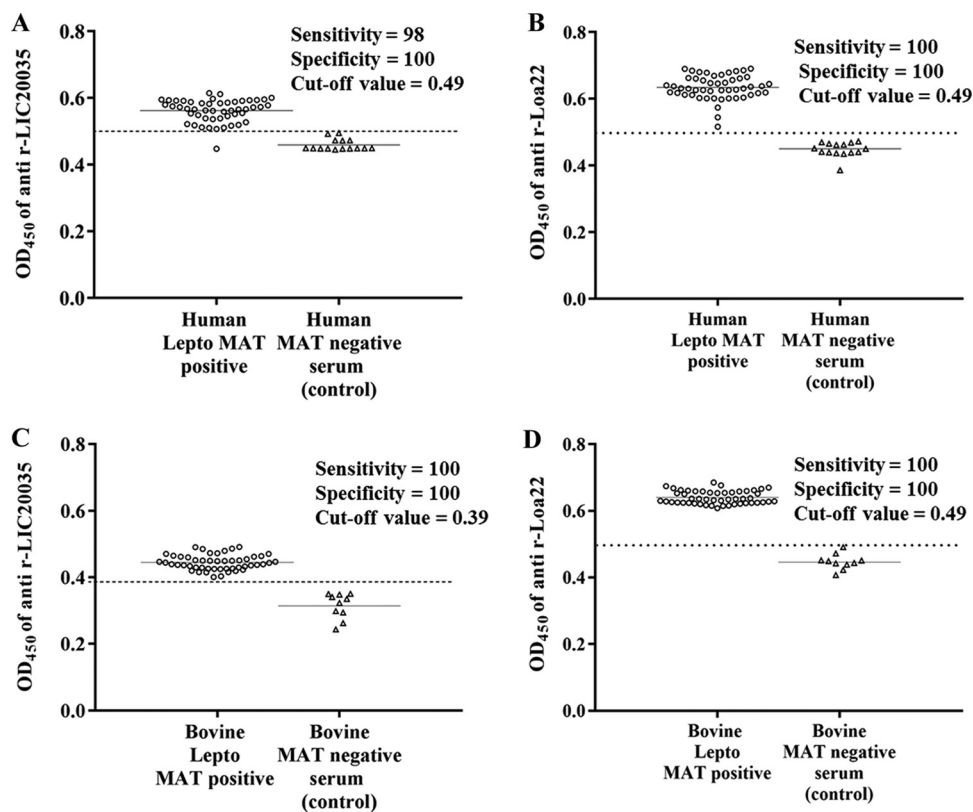 A
OD450 of anti r-LIC20035
0.8
0.6
0.4
0.2
0.0
Sensitivity = 98
Specificity = 100
Cut-off value = 0.49
Human
Lepto MAT
positive
Human
MAT negative
serum
(control)
B
OD450 of anti r-Loa22
0.8
0.6
0.4
0.2
0.0
Sensitivity = 100
Specificity = 100
Cut-off value = 0.49
Human
Lepto MAT
positive
Human
MAT negative
serum
(control)
C
OD450 of anti r-LIC20035
0.8
0.6
0.4
0.2
0.0
Sensitivity = 100
Specificity = 100
Cut-off value = 0.39
Bovine
Lepto
MAT positive
Bovine
MAT negative
serum
(control)
D
OD450 of anti r-Loa22
0.8
0.6
0.4
0.2
0.0
Sensitivity = 100
Specificity = 100
Cut-off value = 0.49
Bovine
Lepto
MAT positive
Bovine
MAT negative
serum
(control)